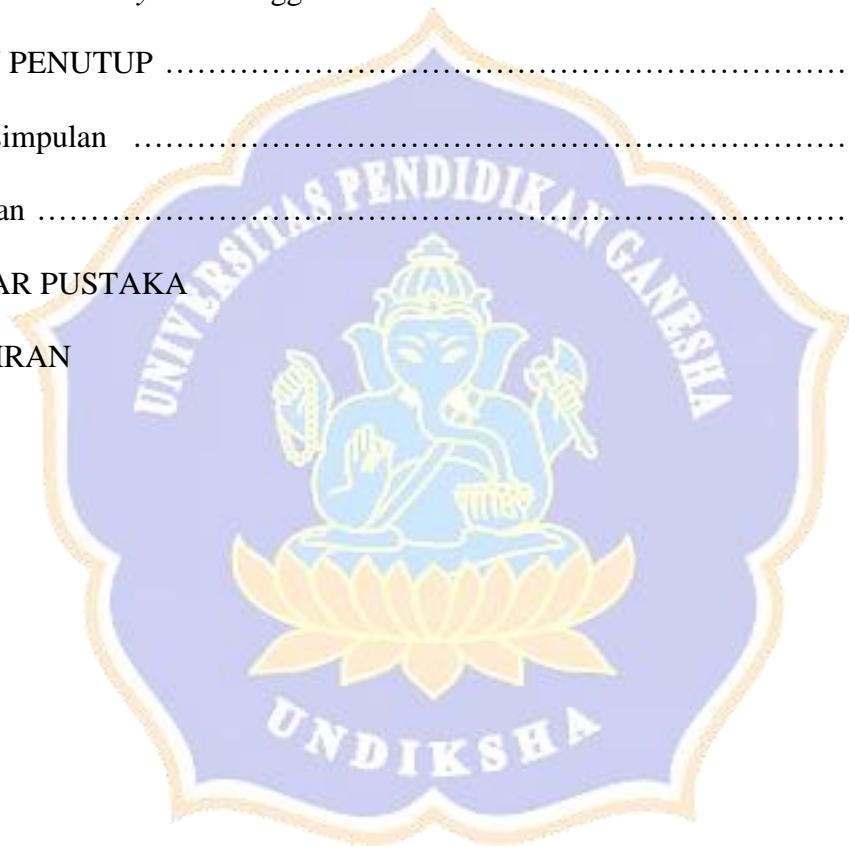 PENUTUP ……………………………………………………………
simpulan ……………………………………………………………
an ……………………………………………………………………
AR PUSTAKA
IRAN
UNIVERSITAS PENDIDIKAN GANESHA
UNDIKSHA